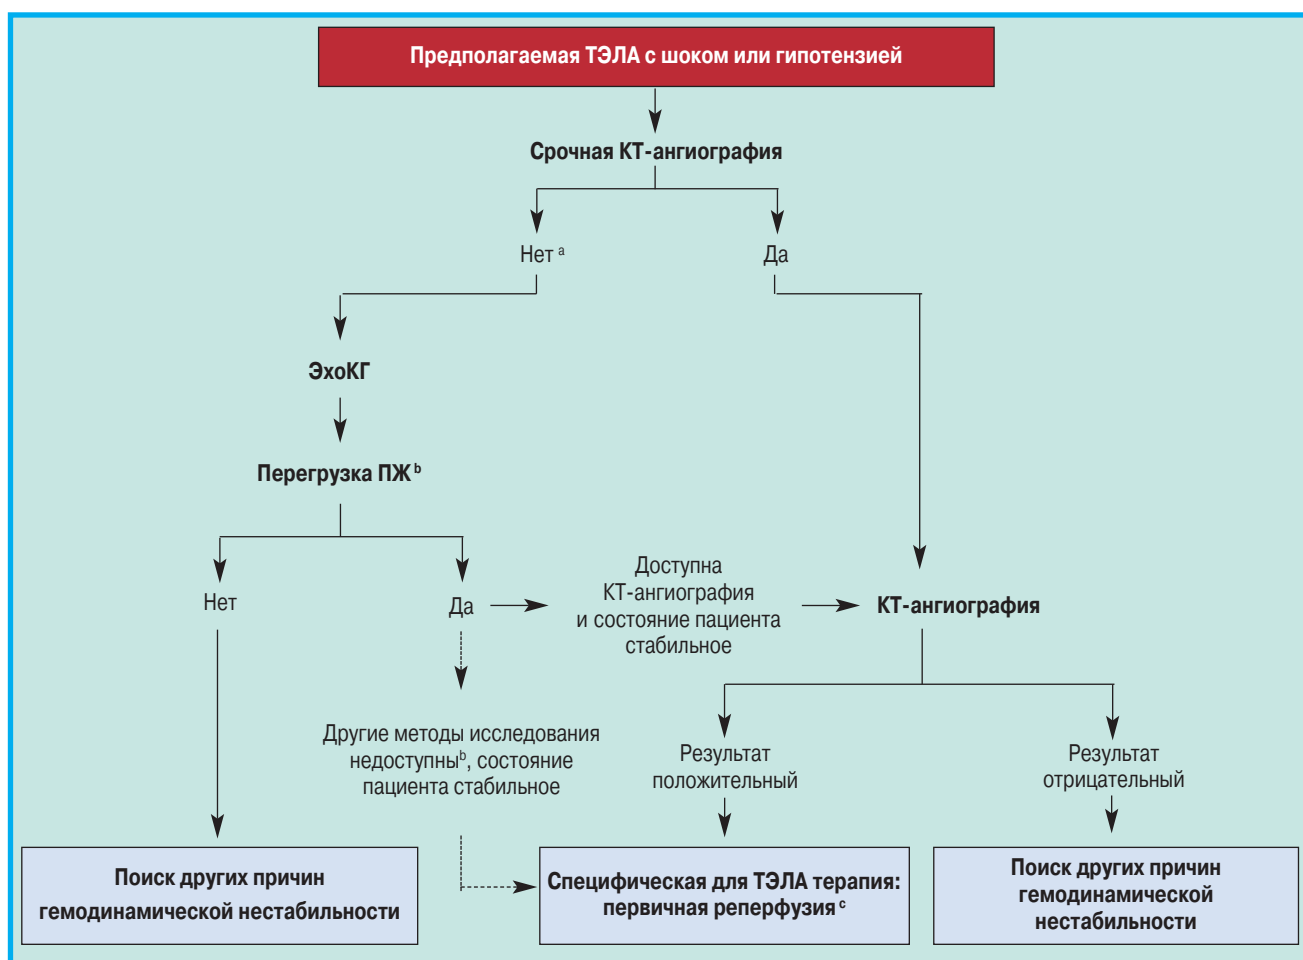 Предполагаемая ТЭЛА с шоком или гипотензией
Срочная КТ-ангиография
Нет a
Да
ЭхоКГ
Перегрузка ПЖ b
Нет
Да
Доступна
КТ-ангиография
и состояние пациента
стабильное
КТ-ангиография
Другие методы исследования
недоступны b, состояние
пациента стабильное
Результат
положительный
Результат
отрицательный
Поиск других причин
гемодинамической нестабильности
Специфическая для ТЭЛА терапия:
первичная реперфузия c
Поиск других причин
гемодинамической
нестабильности